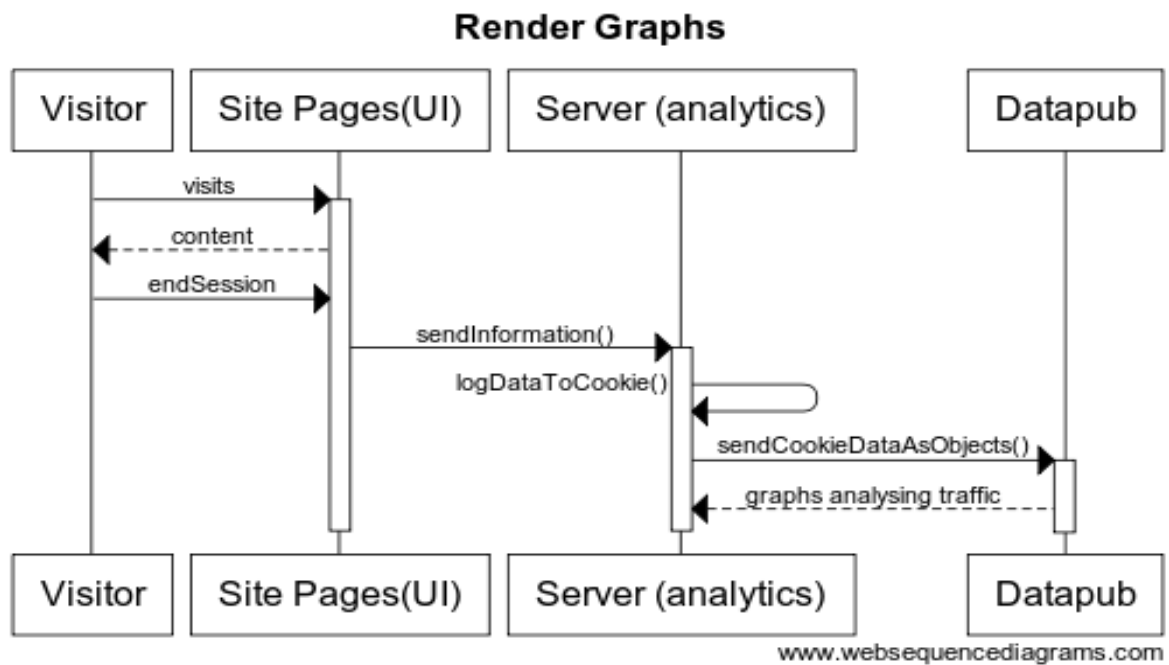 Render Graphs
Visitor
Site Pages(UI)
Server (analytics)
Datapub
visits
content
endSession
sendInformation()
logDataToCookie()
sendCookieDataAsObjects()
graphs analysing traffic
Visitor
Site Pages(UI)
Server (analytics)
Datapub
www.websequencediagrams.com